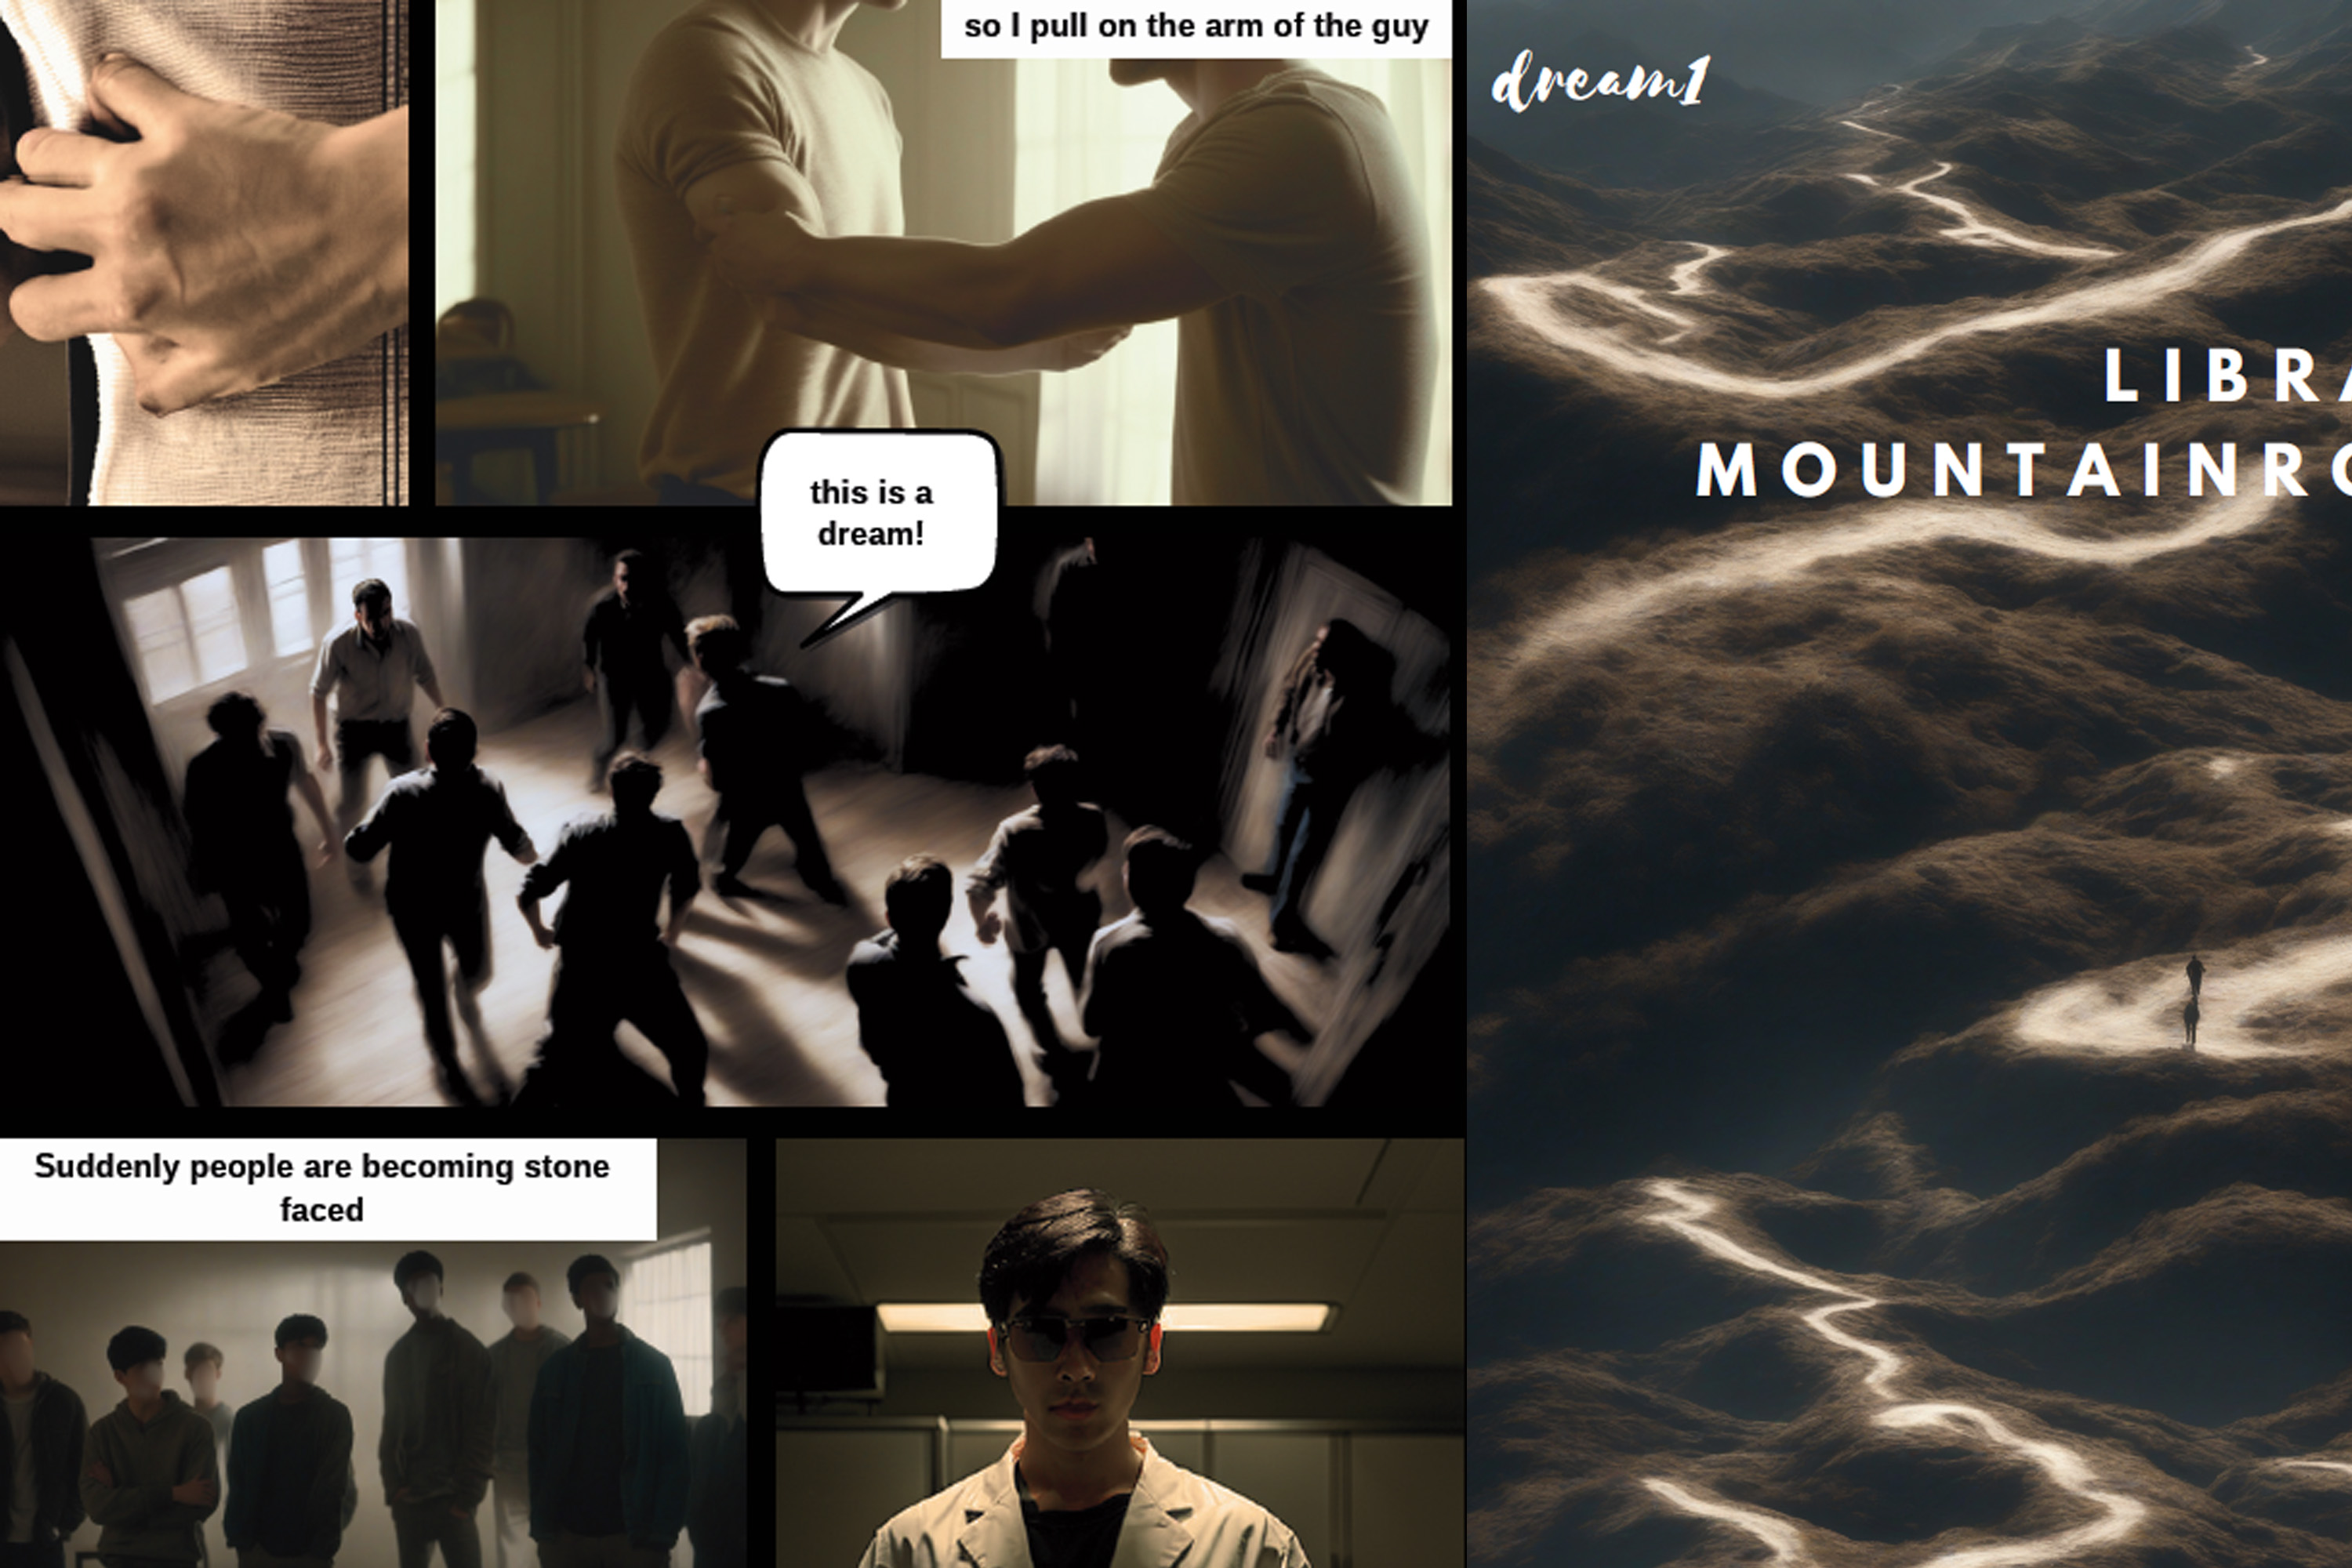 so I pull on the arm of the guy
this is a
dream!
Suddenly people are becoming stone
faced
dream1
LIBRA
MOUNTAINRO